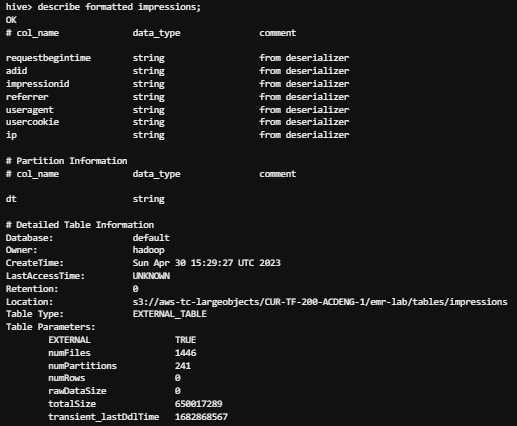 hive> describe formatted impressions;
OK
# col_name data_type comment
requestbegintime string from deserializer
adid string from deserializer
impressionid string from deserializer
referrer string from deserializer
useragent string from deserializer
usercookie string from deserializer
ip string from deserializer
# Partition Information
# col_name data_type comment
dt string
# Detailed Table Information
Database: default
Owner: hadoop
CreateTime: Sun Apr 30 15:29:27 UTC 2023
LastAccessTime: UNKNOWN
Retention: 0
Location: s3://aws-tc-largeobjects/CUR-TF-200-ACDENG-1/emr-lab/tables/impressions
Table Type: EXTERNAL_TABLE
Table Parameters:
EXTERNAL TRUE
numFiles 1446
numPartitions 241
numRows 0
rawDataSize 0
totalSize 650017289
transient_lastDdlTime 1682868567